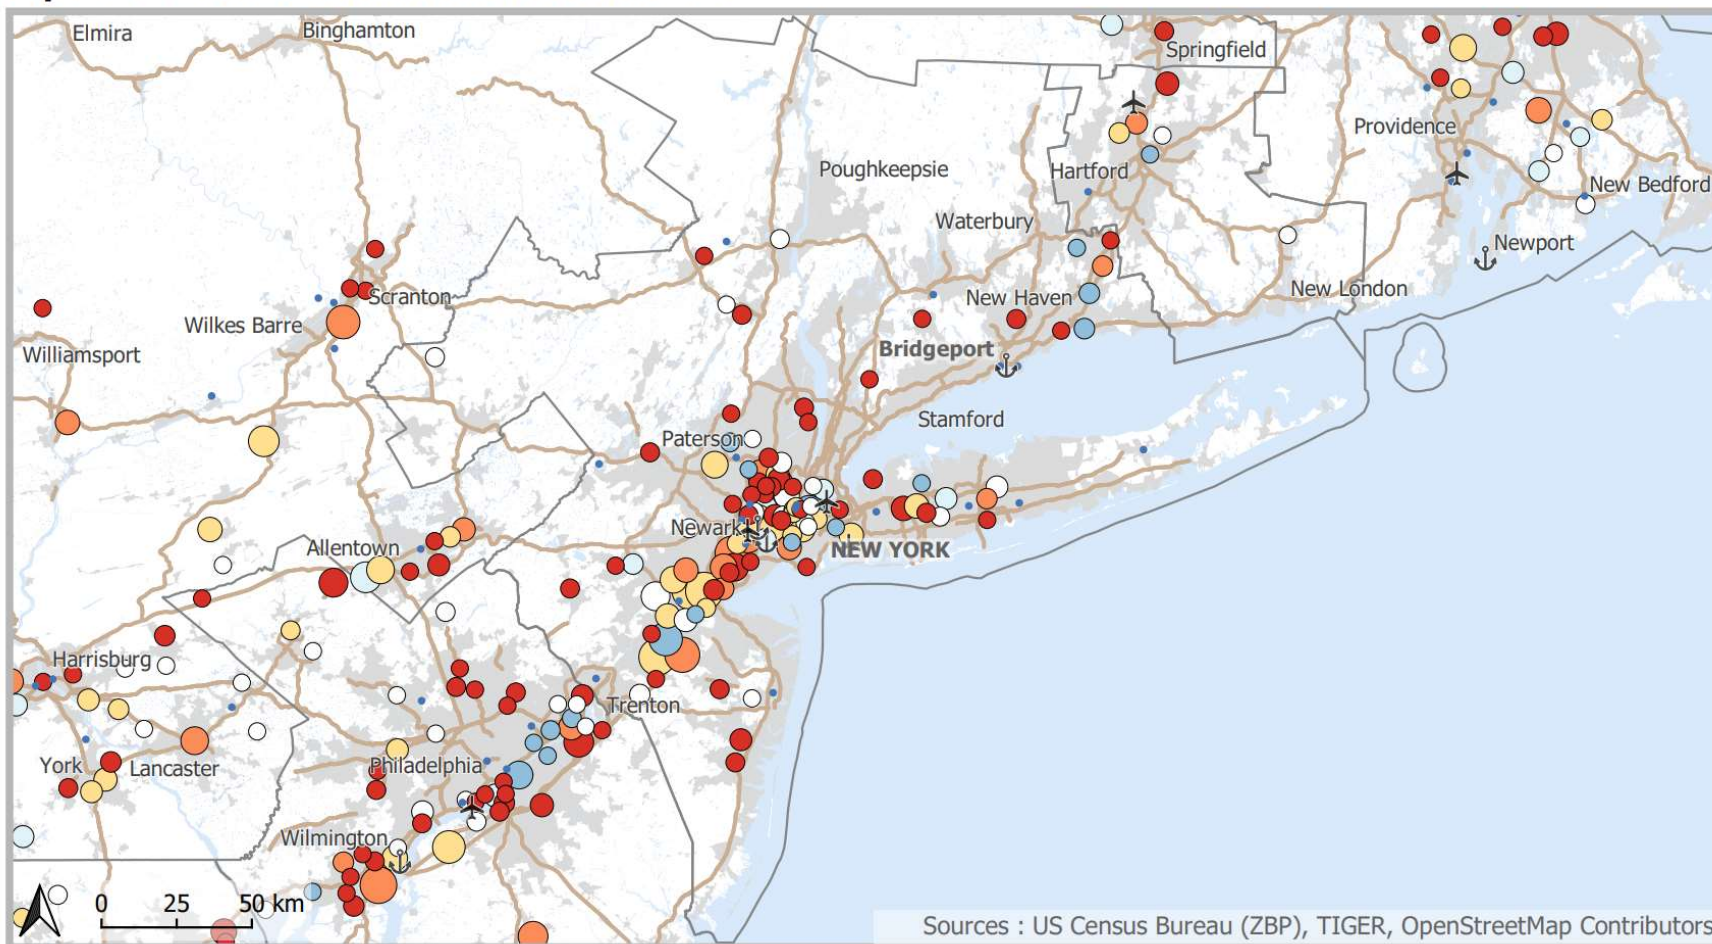 Elmira
Binghamton
Springfield
Providence
Poughkeepsie
Hartford
New Bedford
Waterbury
Newport
Scranton
New Haven
New London
Wilkes Barre
Williamsport
Bridgeport
Stamford
Paterson
Newark
Allentown
NEW YORK
Harrisburg
Trenton
York
Lancaster
Philadelphia
Wilmington
0 25 50 km
Sources : US Census Bureau (ZBP), TIGER, OpenStreetMap Contributors